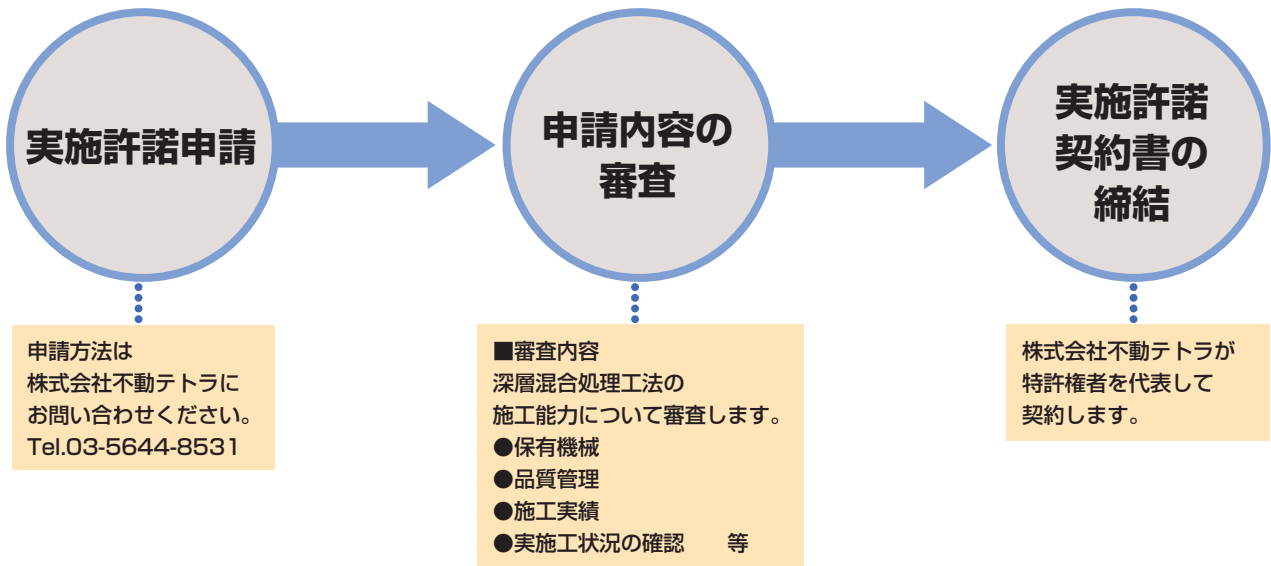 実施許諾申請
申請内容の
審査
実施許諾
契約書の
締結
申請方法は
株式会社不動テトラに
お問い合わせください。
Tel.03-5644-8531
■審査内容
深層混合処理工法の
施工能力について審査します。
●保有機械
●品質管理
●施工実績
●実施工状況の確認　　等
株式会社不動テトラが
特許権者を代表して
契約します。